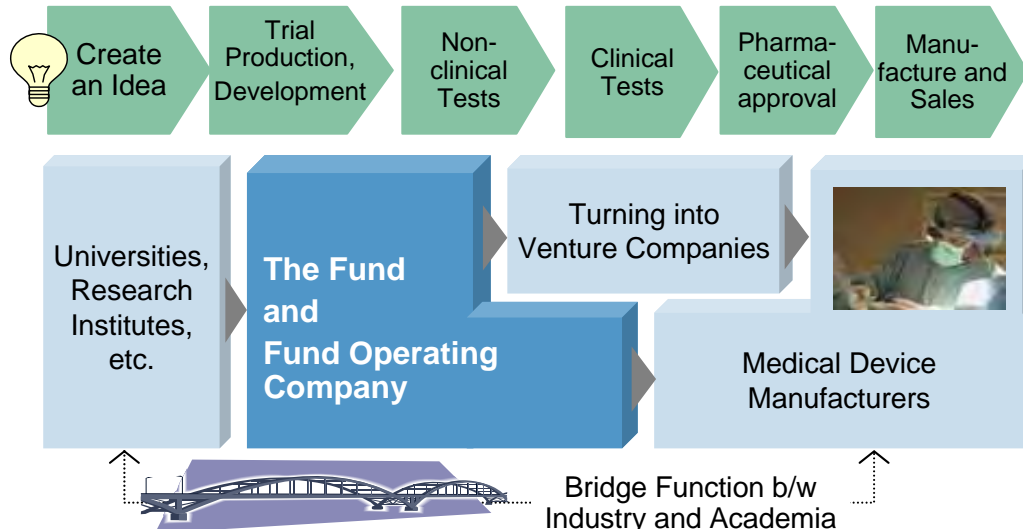 Create
an Idea
Trial
Production,
Development
Non-
clinical
Tests
Clinical
Tests
Pharma-
ceutical
approval
Manu-
facture and
Sales
Universities,
Research
Institutes,
etc.
The Fund
and
Fund Operating
Company
Turning into
Venture Companies
Medical Device
Manufacturers
Bridge Function b/w
Industry and Academia